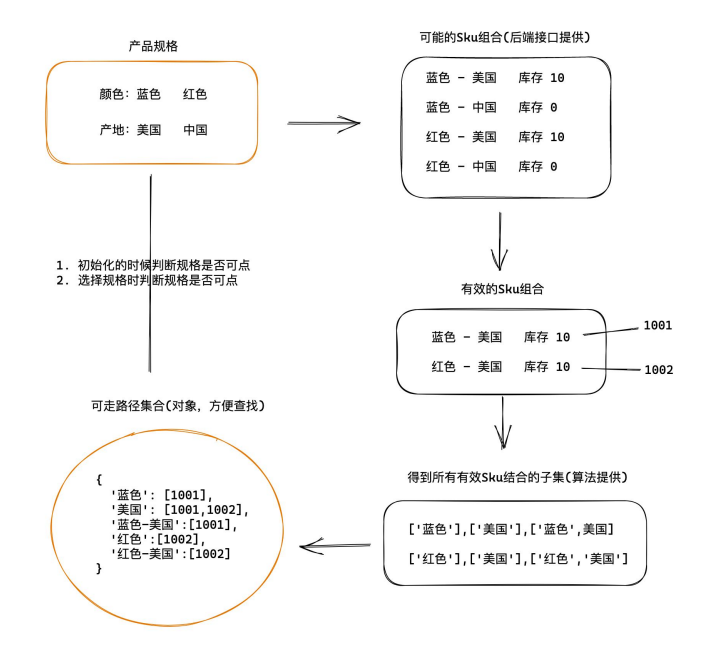 产品规格
颜色: 蓝色 红色
产地: 美国 中国
可能的Sku组合(后端接口提供)
蓝色 - 美国 库存 10
蓝色 - 中国 库存 0
红色 - 美国 库存 10
红色 - 中国 库存 0
有效的Sku组合
蓝色 - 美国 库存 10
1001
红色 - 美国 库存 10
1002
得到所有有效Sku结合的子集(算法提供)
['蓝色'],['美国'],['蓝色',美国]
['红色'],['美国'],['红色','美国']
可走路径集合(对象, 方便查找)
{
'蓝色': [1001],
'美国': [1001,1002],
'蓝色-美国':[1001],
'红色':[1002],
'红色-美国':[1002]
}
1. 初始化的时候判断规格是否可点
2. 选择规格时判断规格是否可点